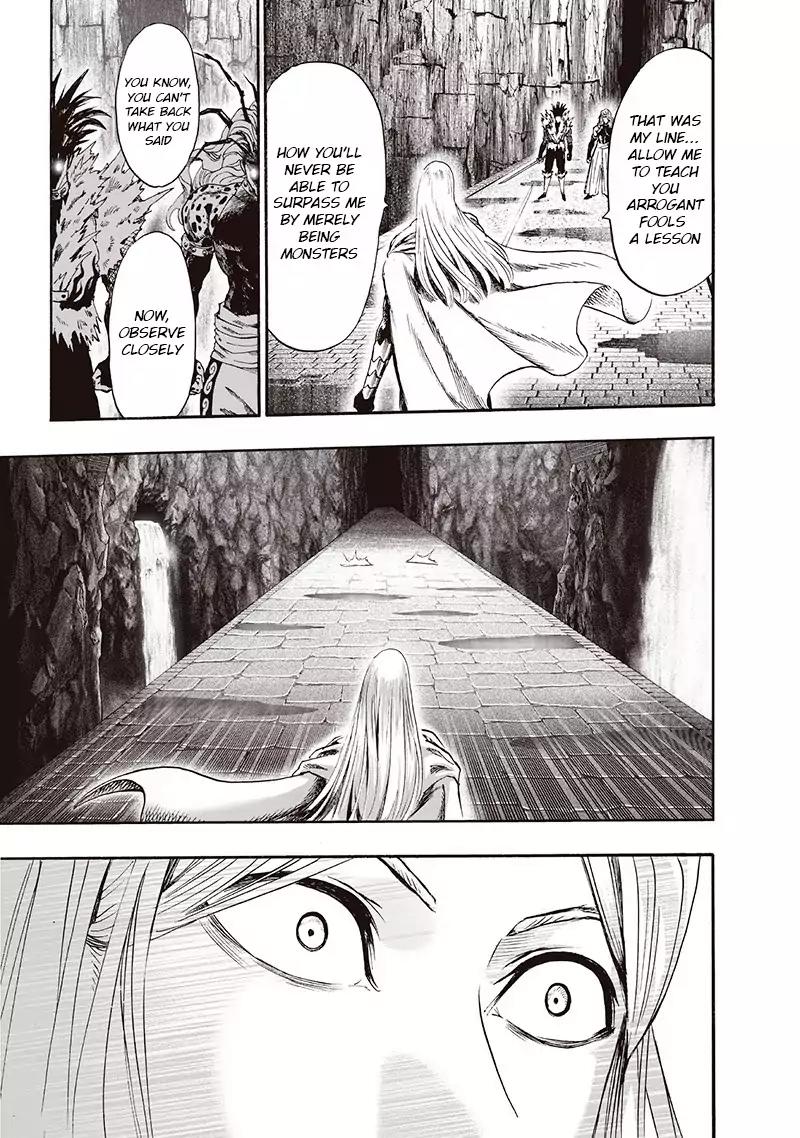 THAT WAS
MY LINE...
ALLOW ME
TO TEACH
YOU
ARROGANT
FOOLS
A LESSON
HOW YOU'LL
NEVER BE
ABLE TO
SURPASS ME
BY MERELY
BEING
MONSTERS
YOU KNOW,
YOU CAN'T
TAKE BACK
WHAT YOU
SAID
NOW,
OBSERVE
CLOSELY